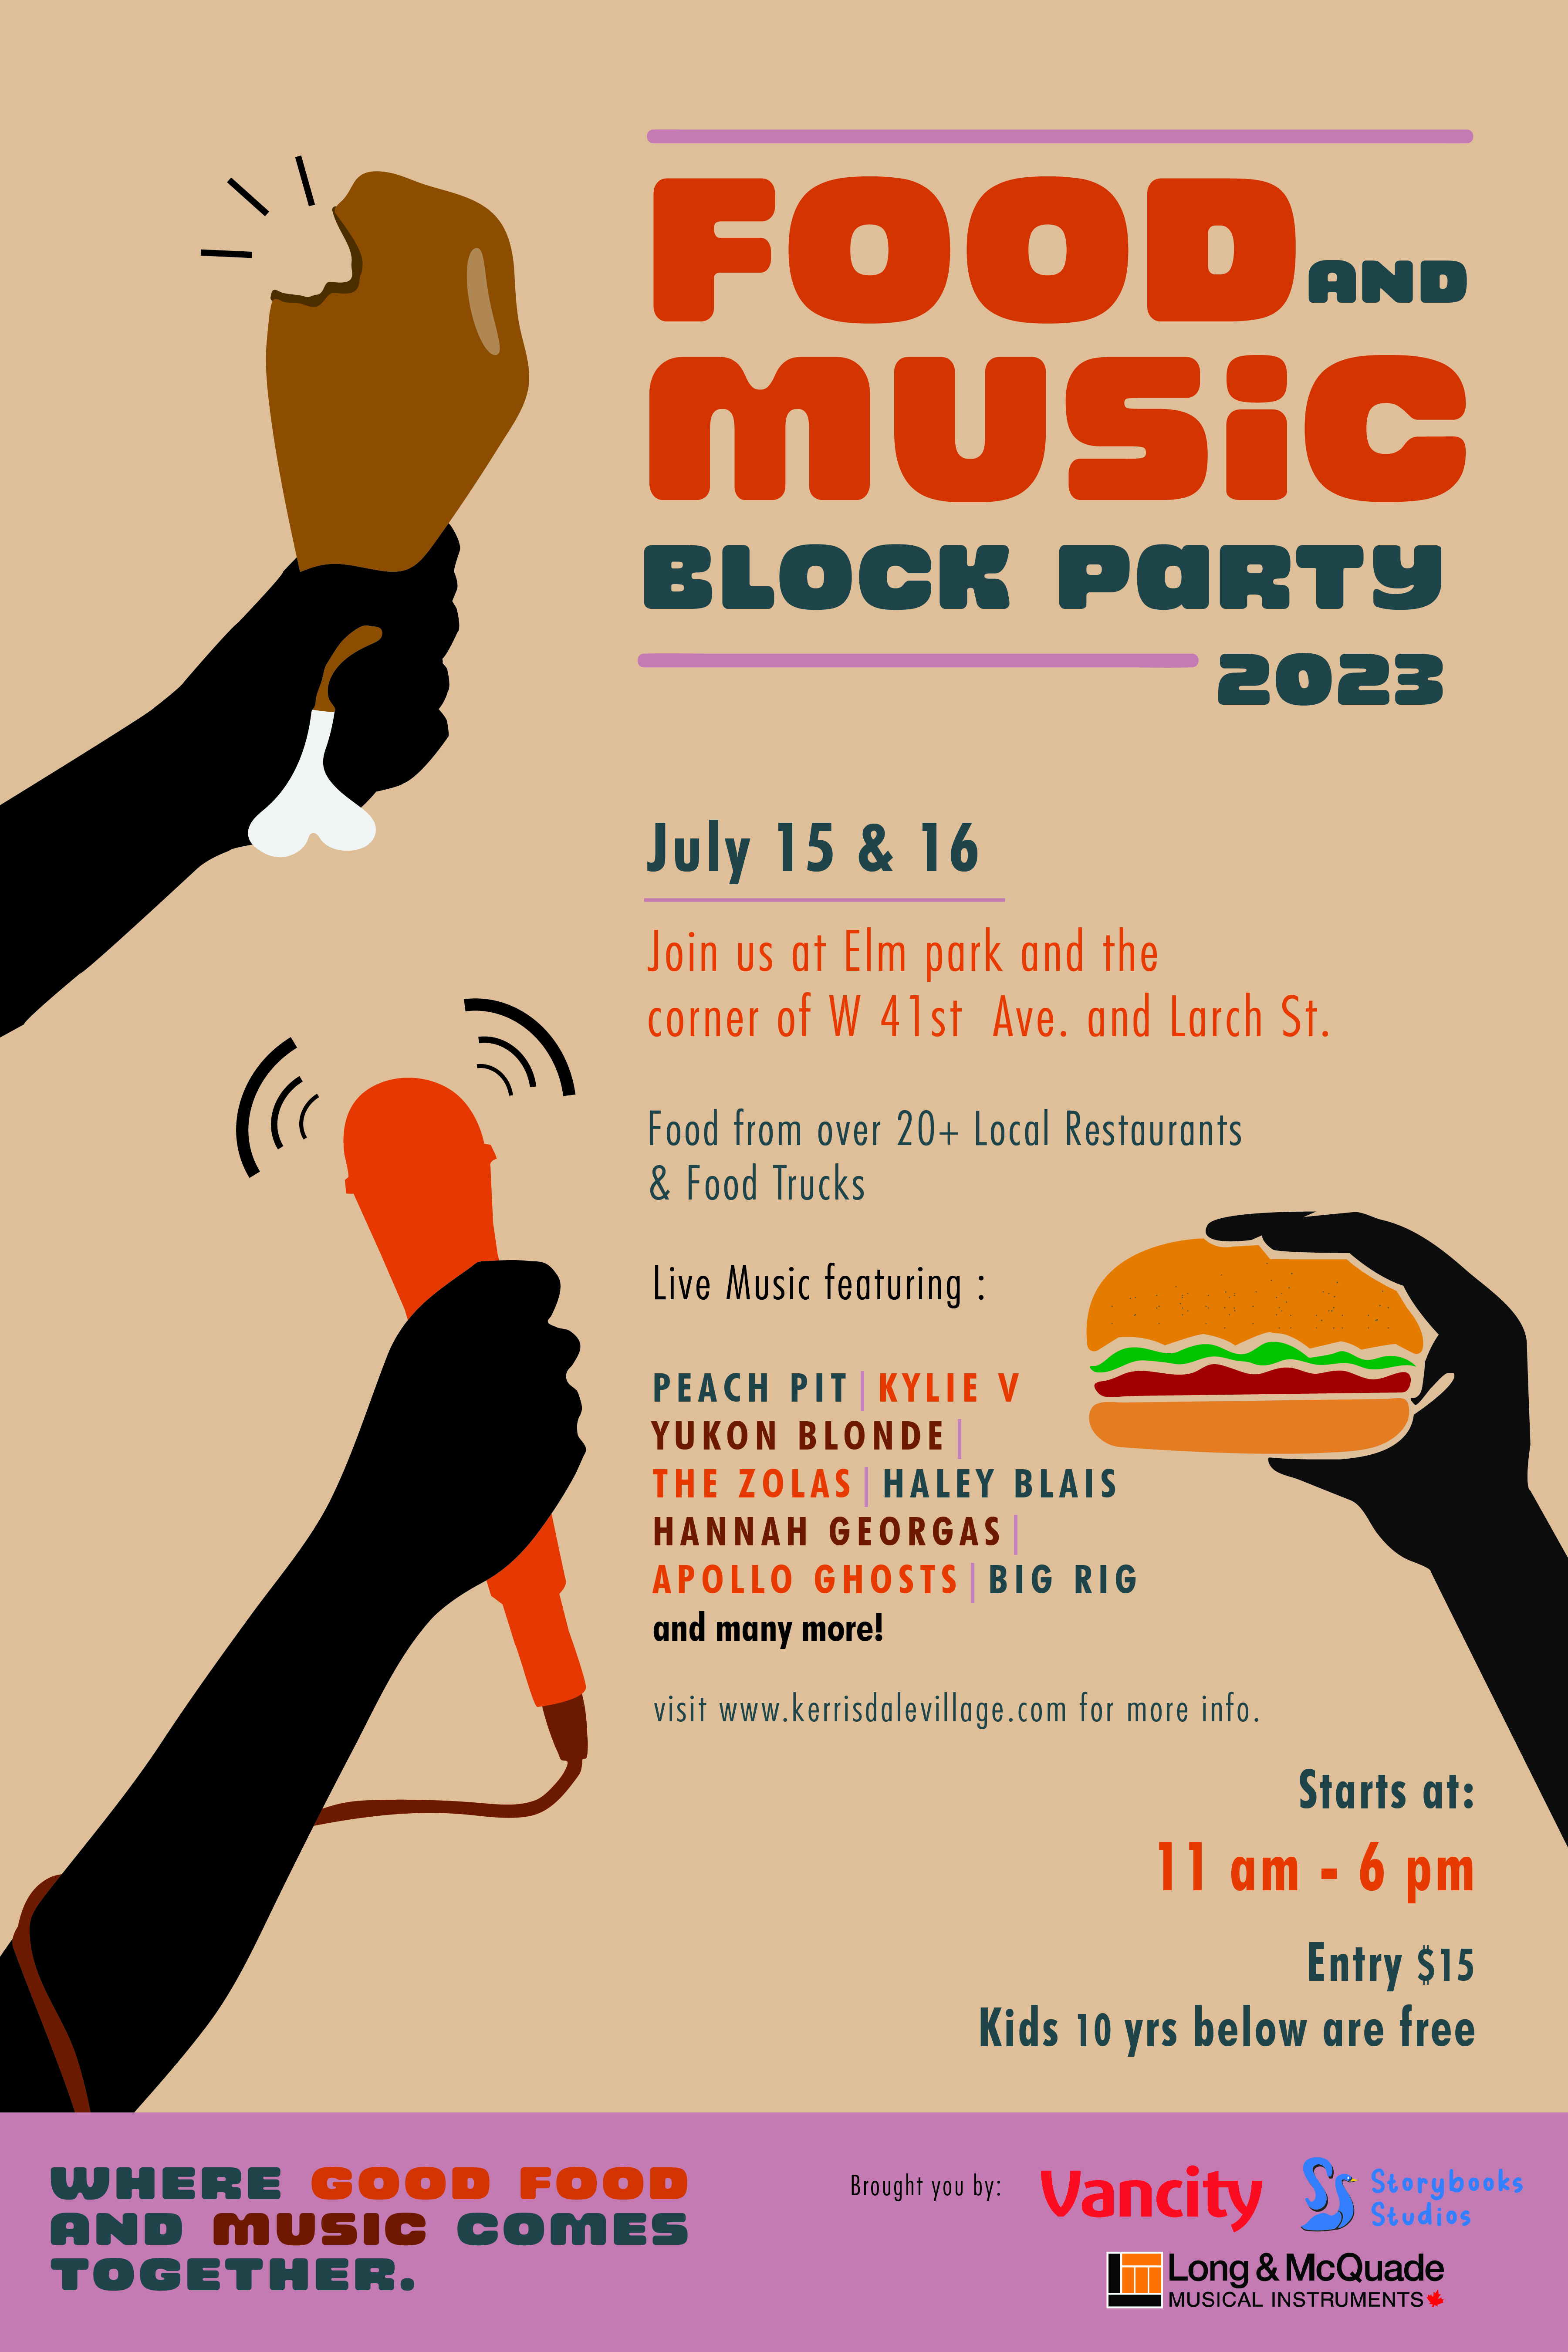 FOOD AND
MUSiC
BLOCK PARTY
2023
July 15 & 16
Join us at Elm park and the
corner of W 41st Ave. and Larch St.
Food from over 20+ Local Restaurants
& Food Trucks
Live Music featuring :
PEACH PIT | KYLIE V
YUKON BLONDE |
THE ZOLAS | HALEY BLAIS
HANNAH GEORGAS |
APOLLO GHOSTS | BIG RIG
and many more!
visit www.kerrisdalevillage.com for more info.
Starts at:
11 am - 6 pm
Entry $15
Kids 10 yrs below are free
WHERE GOOD FOOD
AND MUSIC COMES
TOGETHER.
Brought you by:
Vancity
Storybooks
Studios
Long & McQuade
MUSICAL INSTRUMENTS